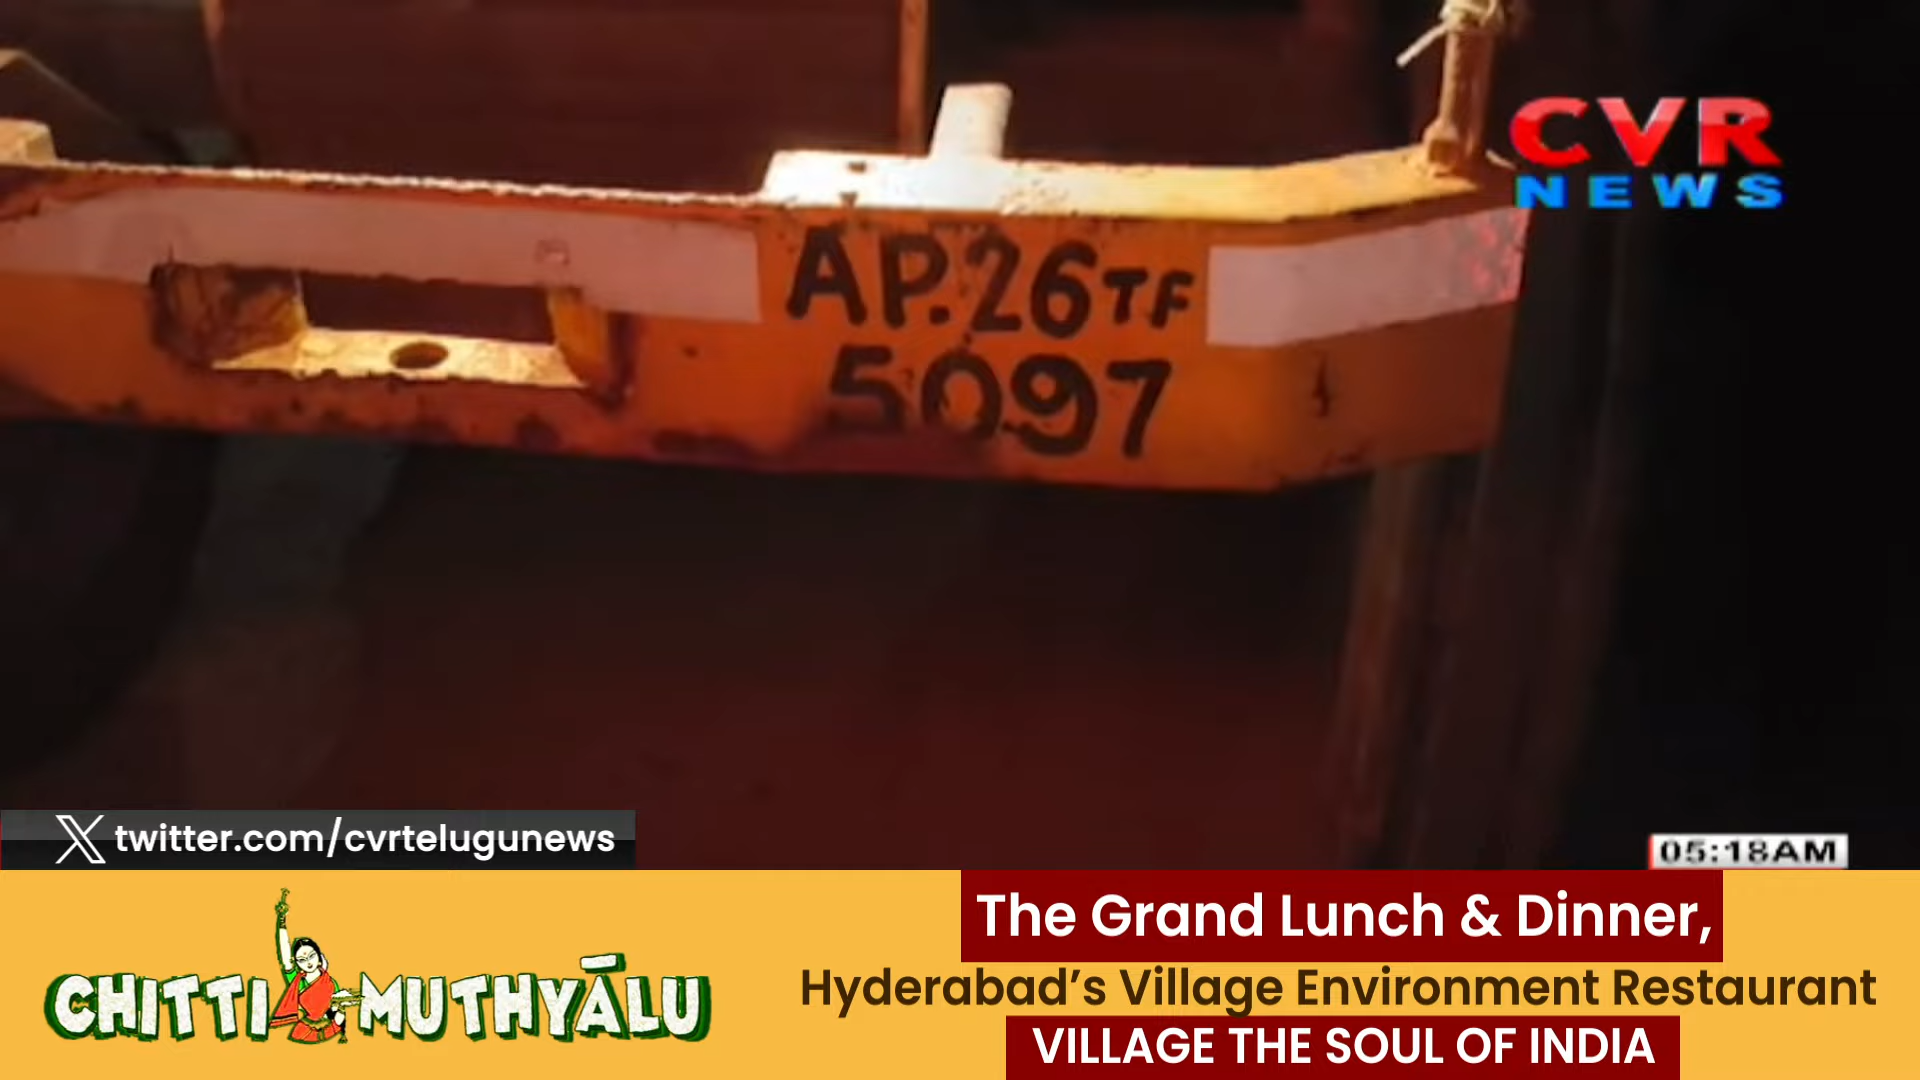 CVR
NEWS
AP.26TF
5097
twitter.com/cvrtelugunews
05:18AM
CHITTI MUTHYĀLU
The Grand Lunch & Dinner,
Hyderabad’s Village Environment Restaurant
VILLAGE THE SOUL OF INDIA